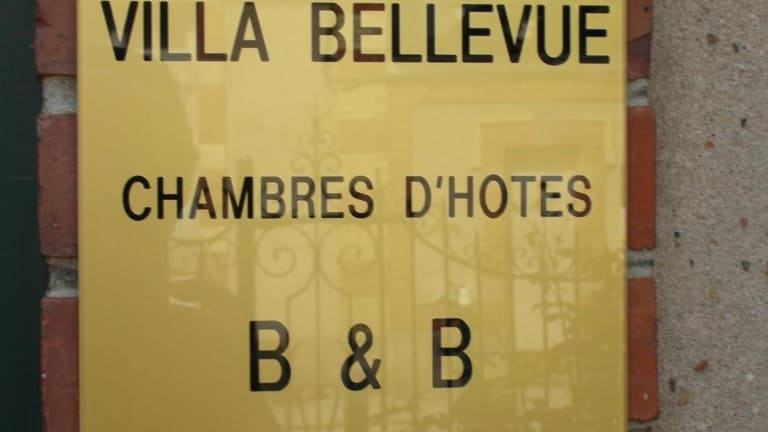 VILLA BELLEVUE
CHAMBRES D'HOTES
B & B